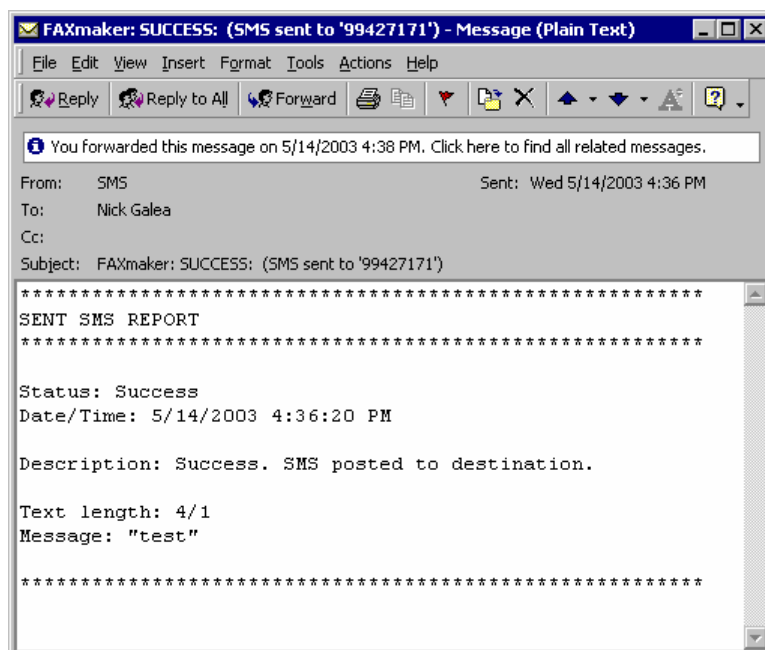 FAXmaker: SUCCESS: (SMS sent to '99427171') - Message (Plain Text)
File Edit View Insert Format Tools Actions Help
Reply Reply to All Forward
You forwarded this message on 5/14/2003 4:38 PM. Click here to find all related messages.
From: SMS Sent: Wed 5/14/2003 4:36 PM
To: Nick Galea
Cc:
Subject: FAXmaker: SUCCESS: (SMS sent to '99427171')
*********************************************************
SENT SMS REPORT
*********************************************************
Status: Success
Date/Time: 5/14/2003 4:36:20 PM
Description: Success. SMS posted to destination.
Text length: 4/1
Message: "test"
*********************************************************